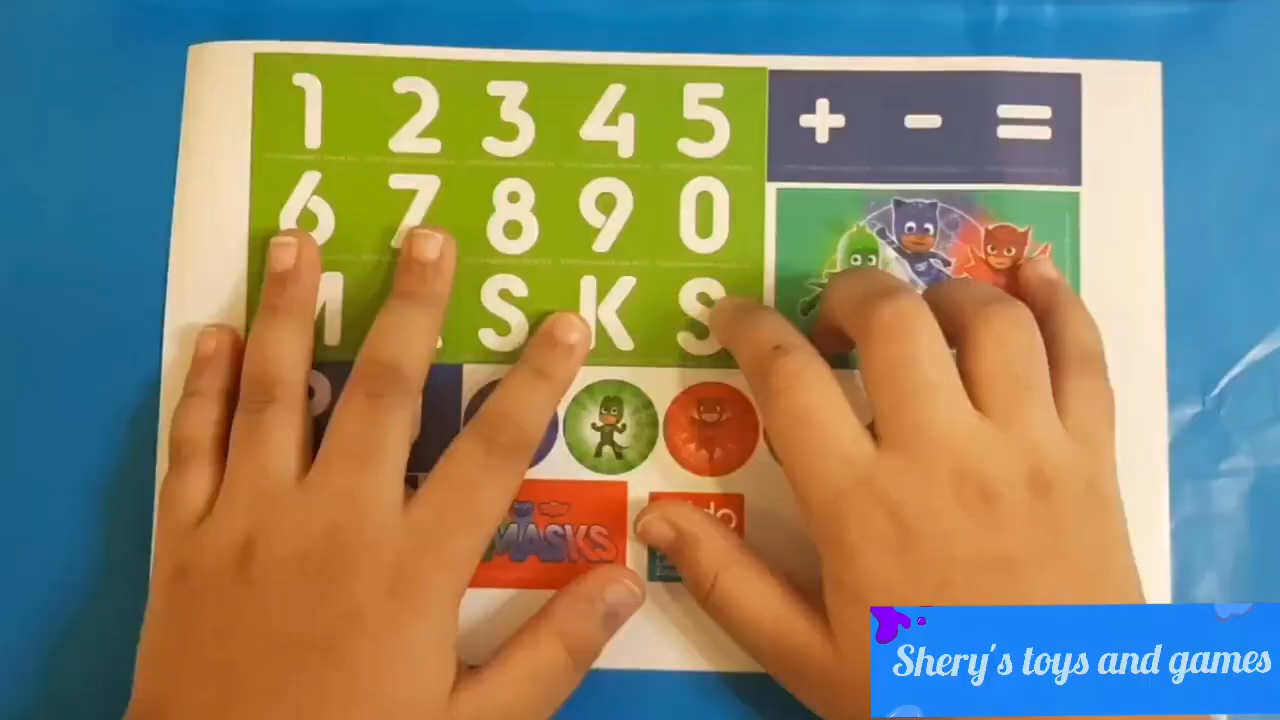 1 2 3 4 5
+ - =
6 7 8 9 0
M S K S
MASKS
Shery's toys and games